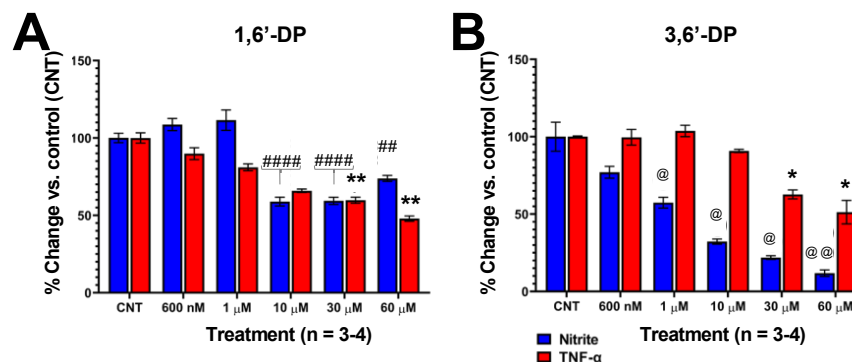 A
1,6'-DP
% Change vs. control (CNT)
150
100
50
0
####
####
**
##
**
CNT
600 nM
1 μM
10 μM
30 μM
60 μM
Treatment (n = 3-4)
B
3,6'-DP
% Change vs. control (CNT)
150
100
50
0
@
@
@
*
@@
*
CNT
600 nM
1 μM
10 μM
30 μM
60 μM
Treatment (n = 3-4)
Nitrite
TNF-α